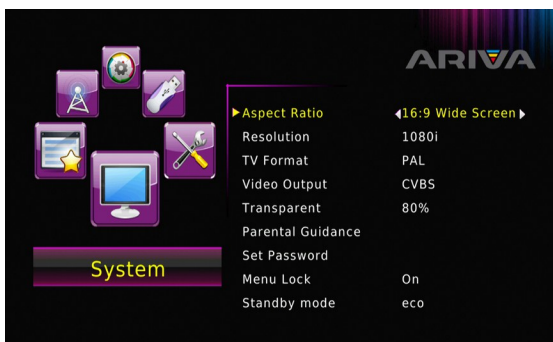 ARIVA
Aspect Ratio 16:9 Wide Screen
Resolution 1080i
TV Format PAL
Video Output CVBS
Transparent 80%
Parental Guidance
Set Password
Menu Lock On
Standby mode eco
System